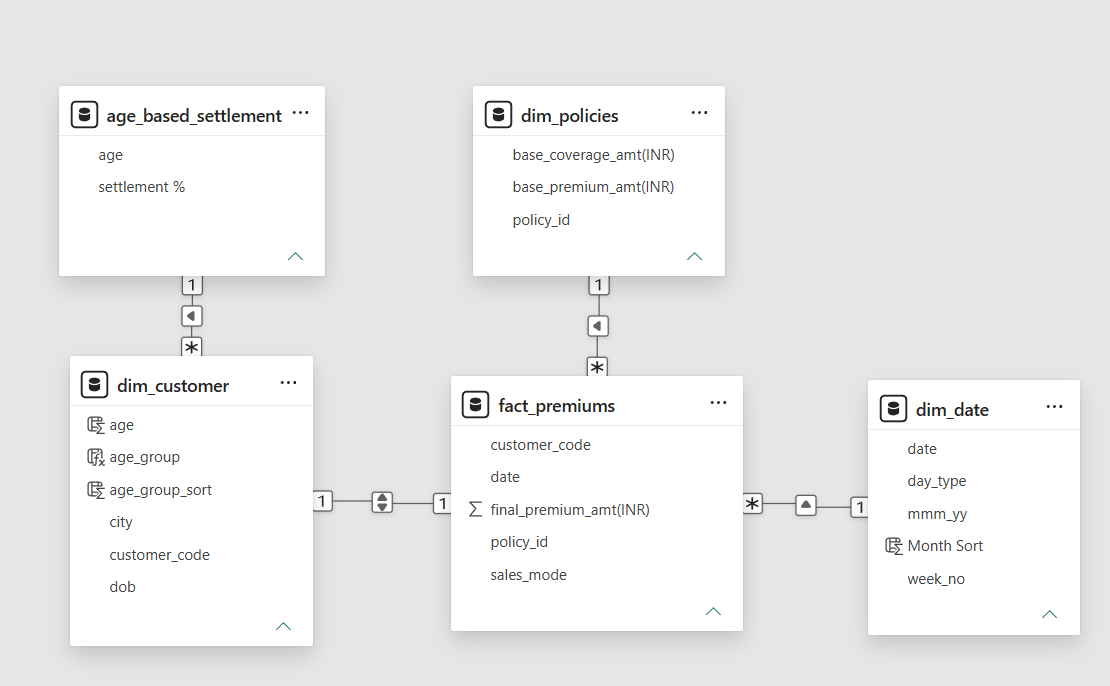 age_based_settlement ...
age
settlement %
dim_policies ...
base_coverage_amt(INR)
base_premium_amt(INR)
policy_id
1
*
1
*
dim_customer ...
age
age_group
age_group_sort
city
customer_code
dob
1
1
fact_premiums ...
customer_code
date
final_premium_amt(INR)
policy_id
sales_mode
*
1
dim_date ...
date
day_type
mmm_yy
Month Sort
week_no